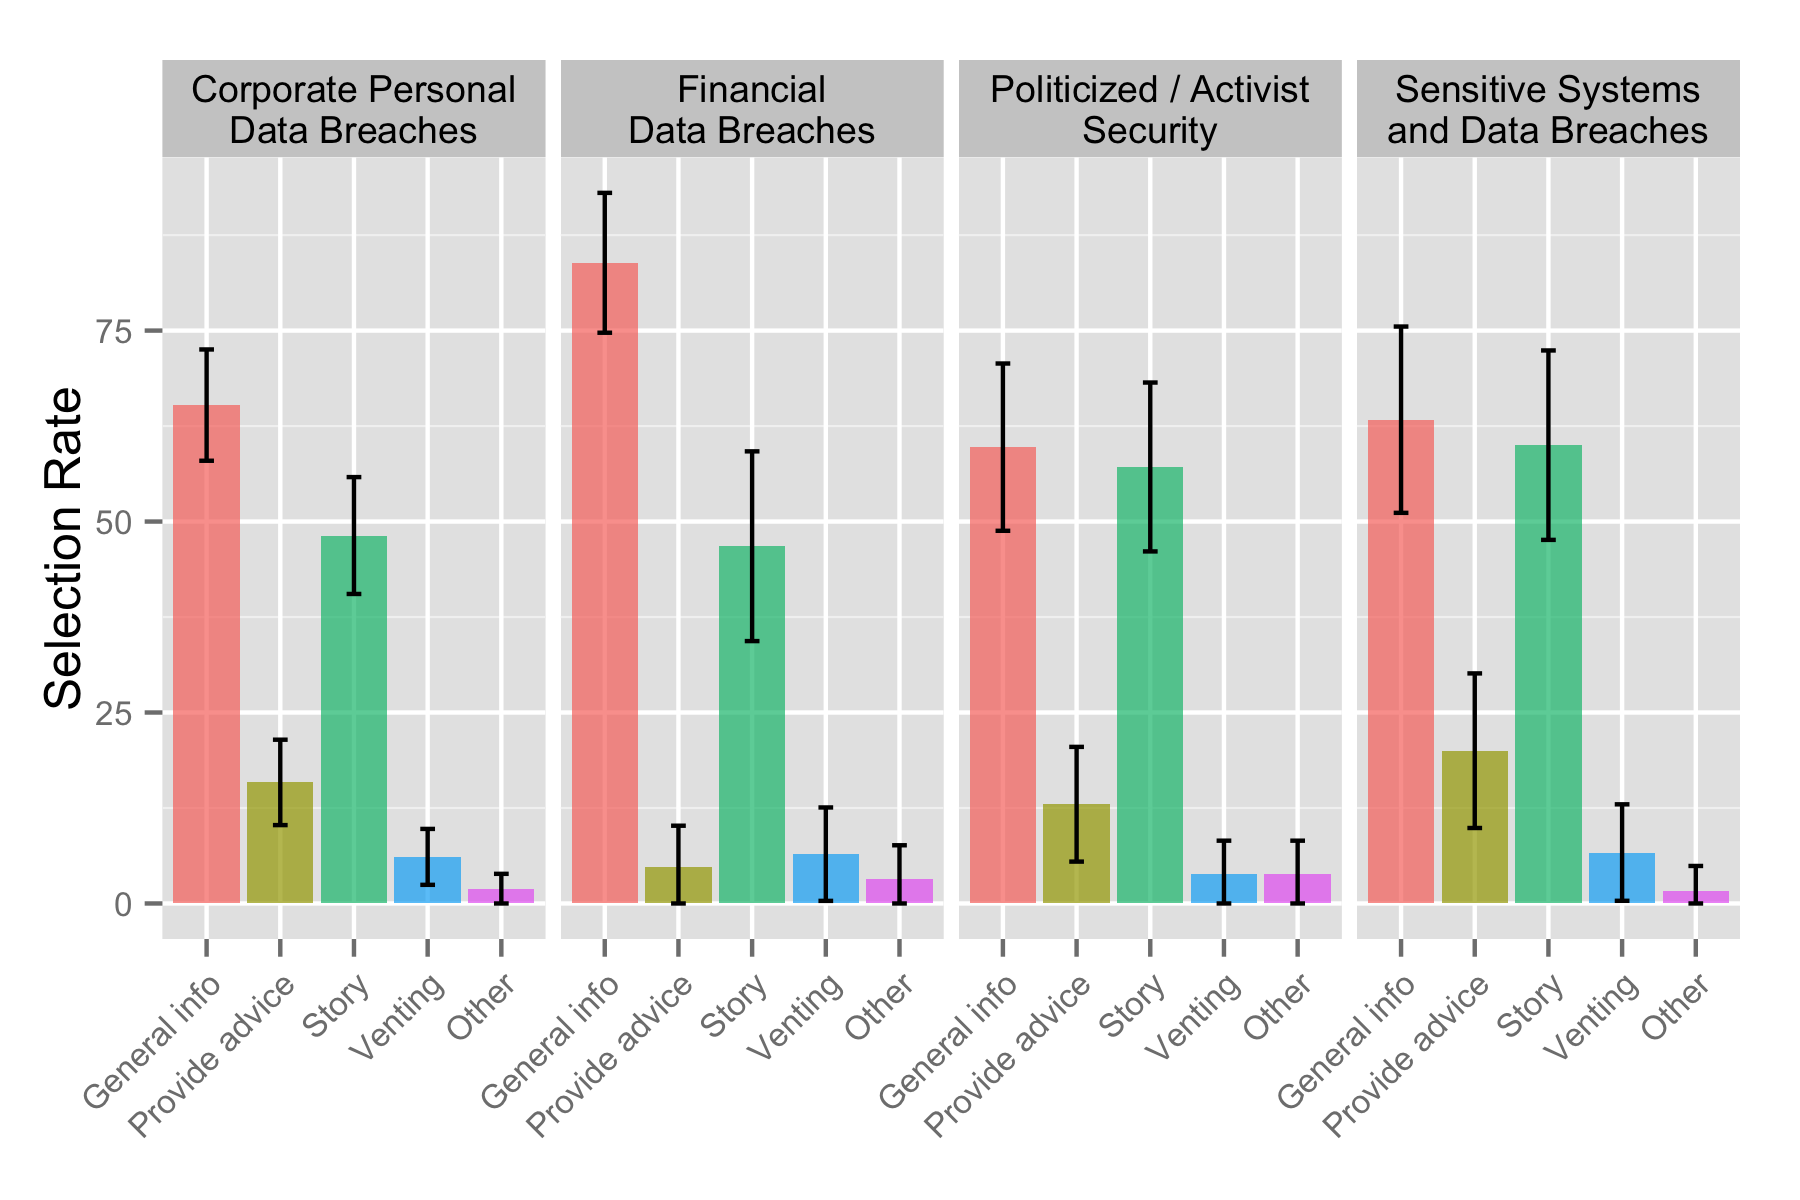 Corporate Personal
Data Breaches
Financial
Data Breaches
Politicized / Activist
Security
Sensitive Systems
and Data Breaches
Selection Rate
75
50
25
0
General info
Provide advice
Story
Venting
Other
General info
Provide advice
Story
Venting
Other
General info
Provide advice
Story
Venting
Other
General info
Provide advice
Story
Venting
Other